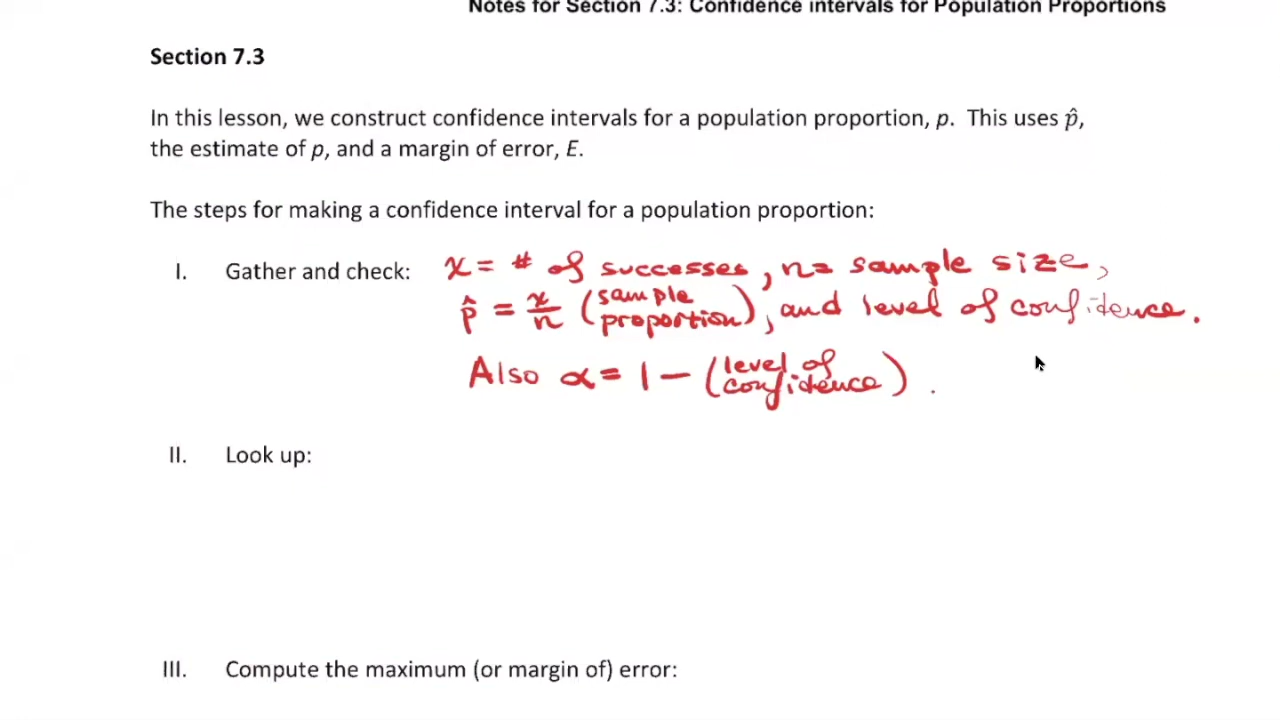 Notes for Section 7.3: Confidence intervals for Population Proportions
Section 7.3
In this lesson, we construct confidence intervals for a population proportion, p. This uses p̂,
the estimate of p, and a margin of error, E.
The steps for making a confidence interval for a population proportion:
I. Gather and check: x = # of successes, n = sample size,
p̂ = x/n (sample proportion), and level of confidence.
Also α = 1 − (level of confidence).
II. Look up:
III. Compute the maximum (or margin of) error: